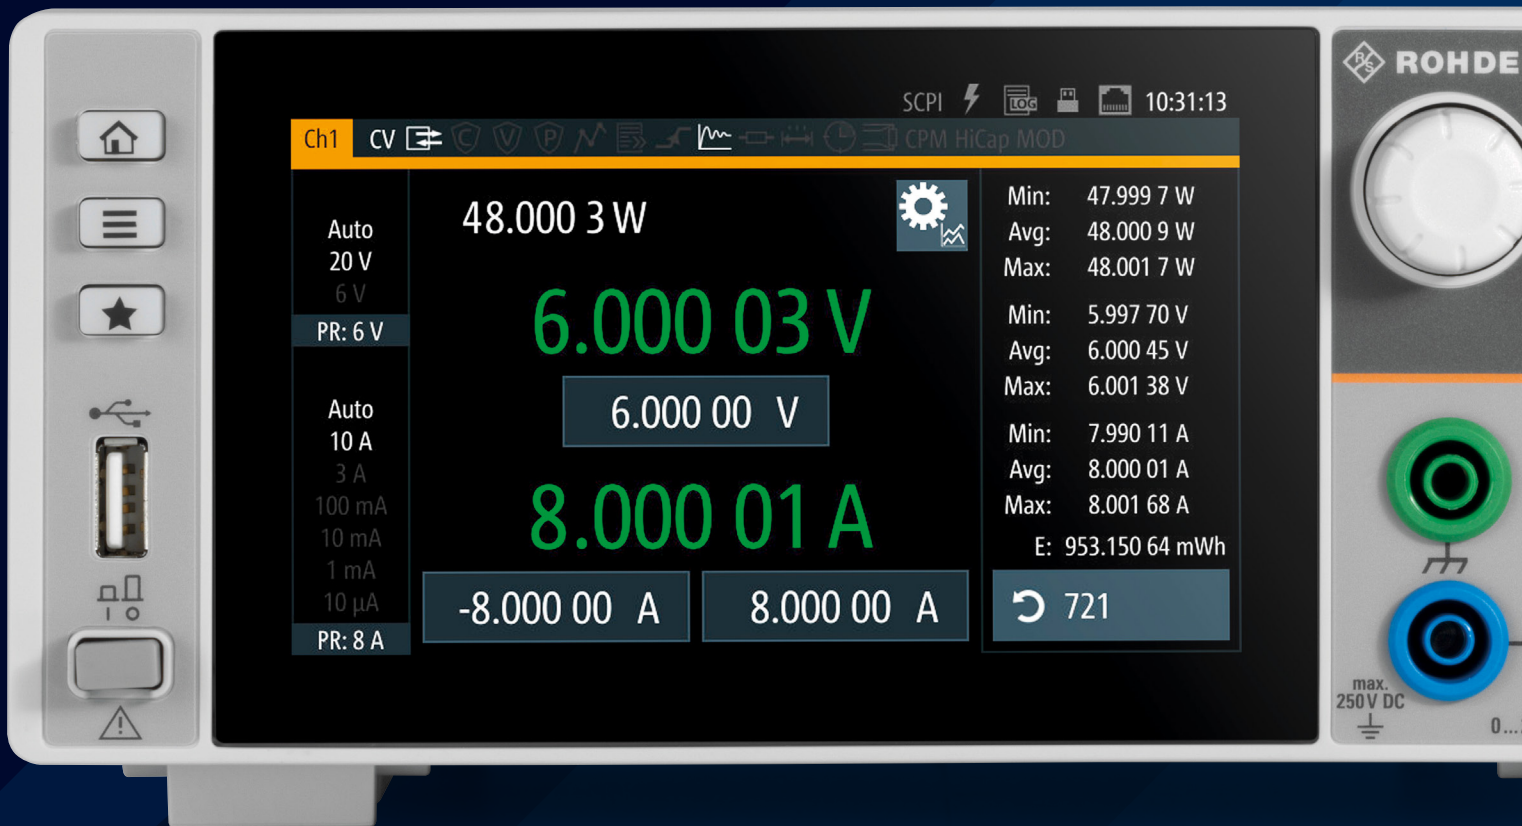 ROHDE
SCPI LOG 10:31:13
Ch1 CV C V P CPM HiCap MOD
Auto
20 V
6 V
PR: 6 V
Auto
10 A
3 A
100 mA
10 mA
1 mA
10 µA
PR: 8 A
48.000 3 W
6.000 03 V
6.000 00 V
8.000 01 A
-8.000 00 A 8.000 00 A
Min: 47.999 7 W
Avg: 48.000 9 W
Max: 48.001 7 W
Min: 5.997 70 V
Avg: 6.000 45 V
Max: 6.001 38 V
Min: 7.990 11 A
Avg: 8.000 01 A
Max: 8.001 68 A
E: 953.150 64 mWh
721
max.
250 V DC
0...